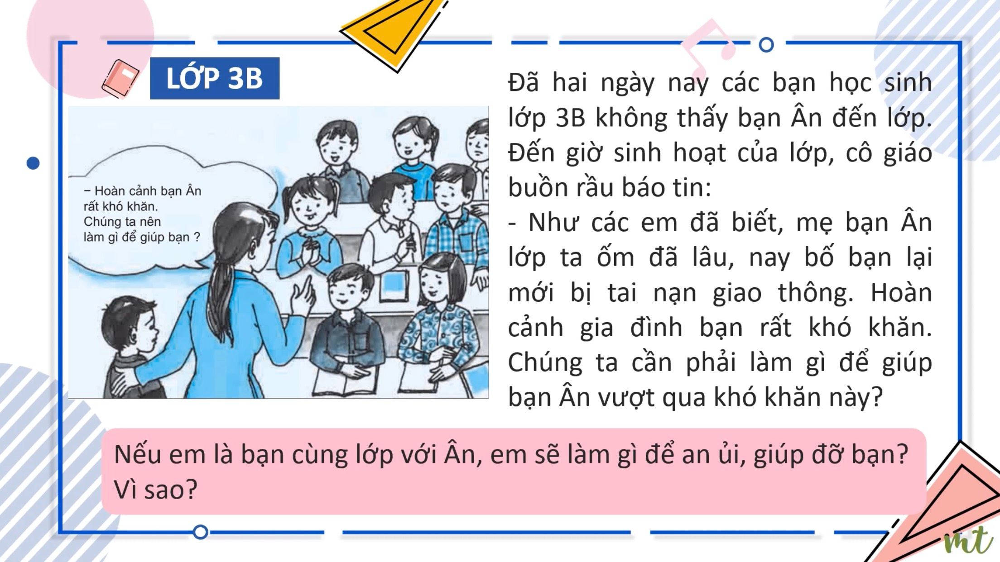 LỚP 3B
– Hoàn cảnh bạn Ân
rất khó khăn.
Chúng ta nên
làm gì để giúp bạn ?
Đã hai ngày nay các bạn học sinh
lớp 3B không thấy bạn Ân đến lớp.
Đến giờ sinh hoạt của lớp, cô giáo
buồn rầu báo tin:
- Như các em đã biết, mẹ bạn Ân
lớp ta ốm đã lâu, nay bố bạn lại
mới bị tai nạn giao thông. Hoàn
cảnh gia đình bạn rất khó khăn.
Chúng ta cần phải làm gì để giúp
bạn Ân vượt qua khó khăn này?
Nếu em là bạn cùng lớp với Ân, em sẽ làm gì để an ủi, giúp đỡ bạn?
Vì sao?
mt